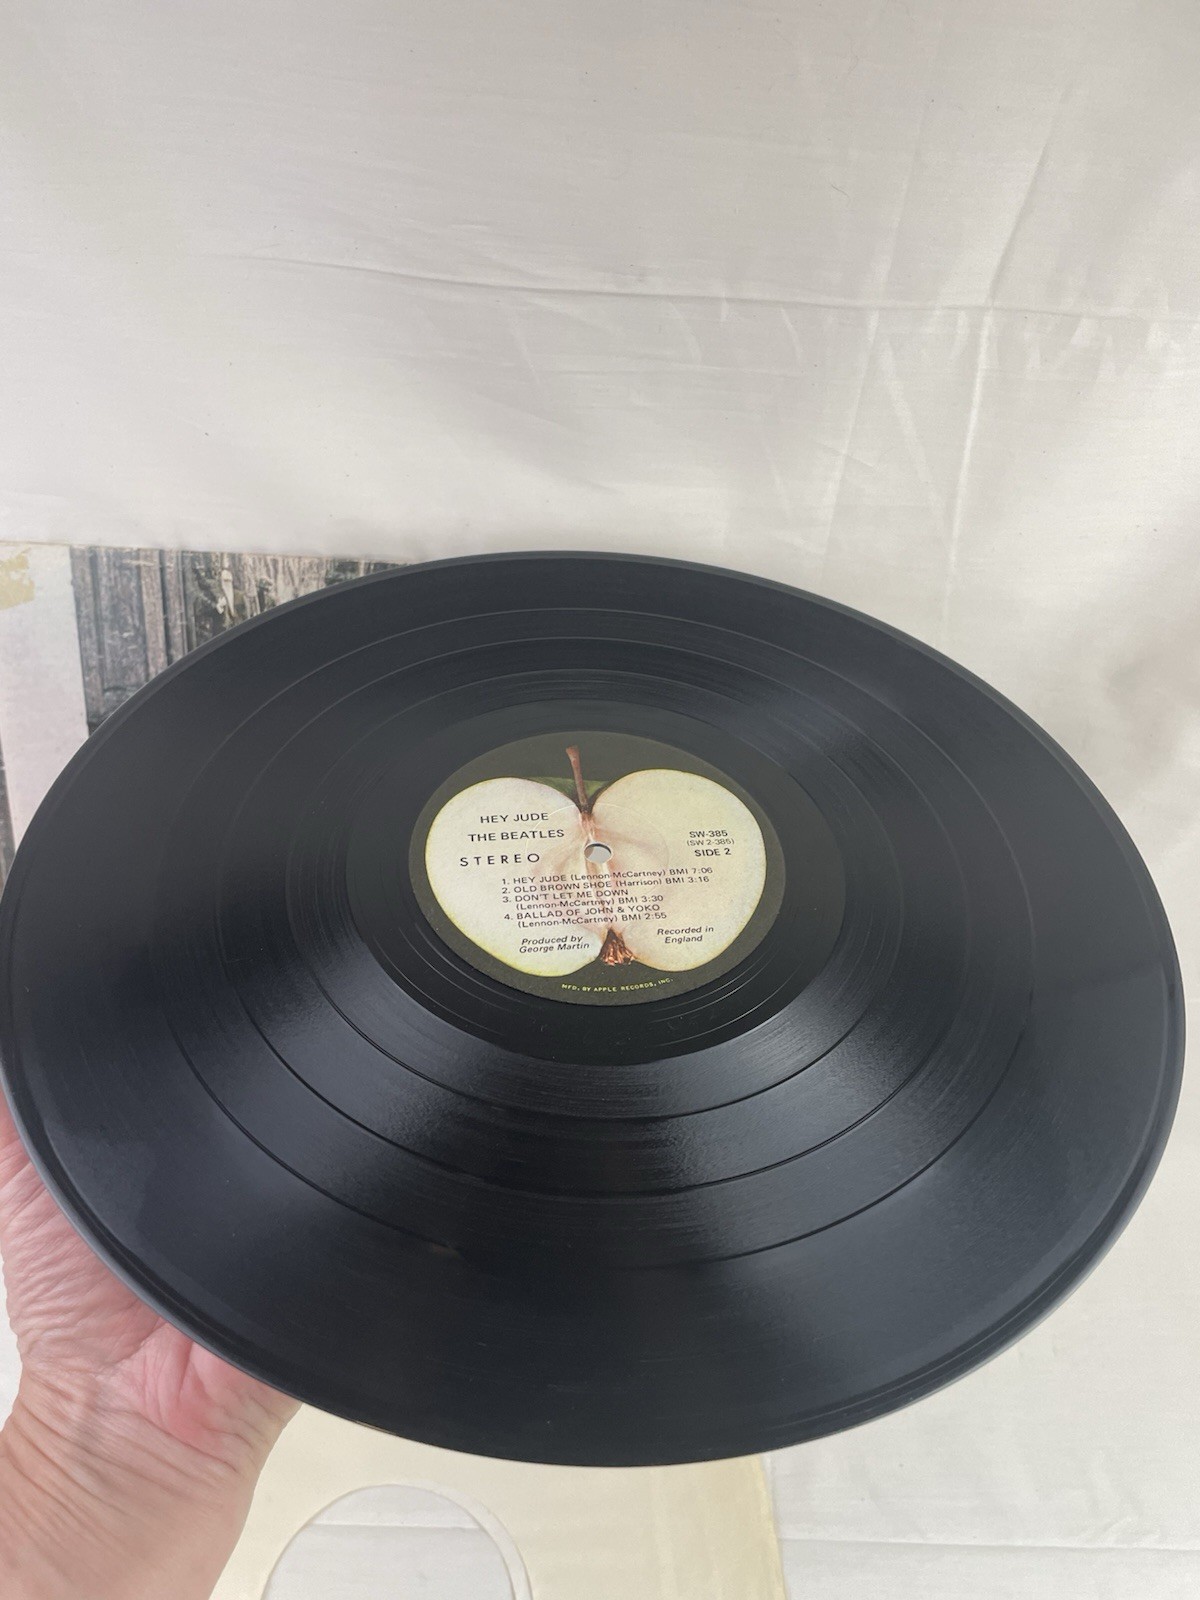 HEY JUDE
THE BEATLES
STEREO
SW-385
(SW 2-385)
SIDE 2
1. HEY JUDE (Lennon-McCartney) BMI 7:06
2. OLD BROWN SHOE (Harrison) BMI 3:16
3. DON'T LET ME DOWN
(Lennon-McCartney) BMI 3:30
4. BALLAD OF JOHN & YOKO
(Lennon-McCartney) BMI 2:55
Produced by
George Martin
Recorded in
England
MFD. BY APPLE RECORDS, INC.